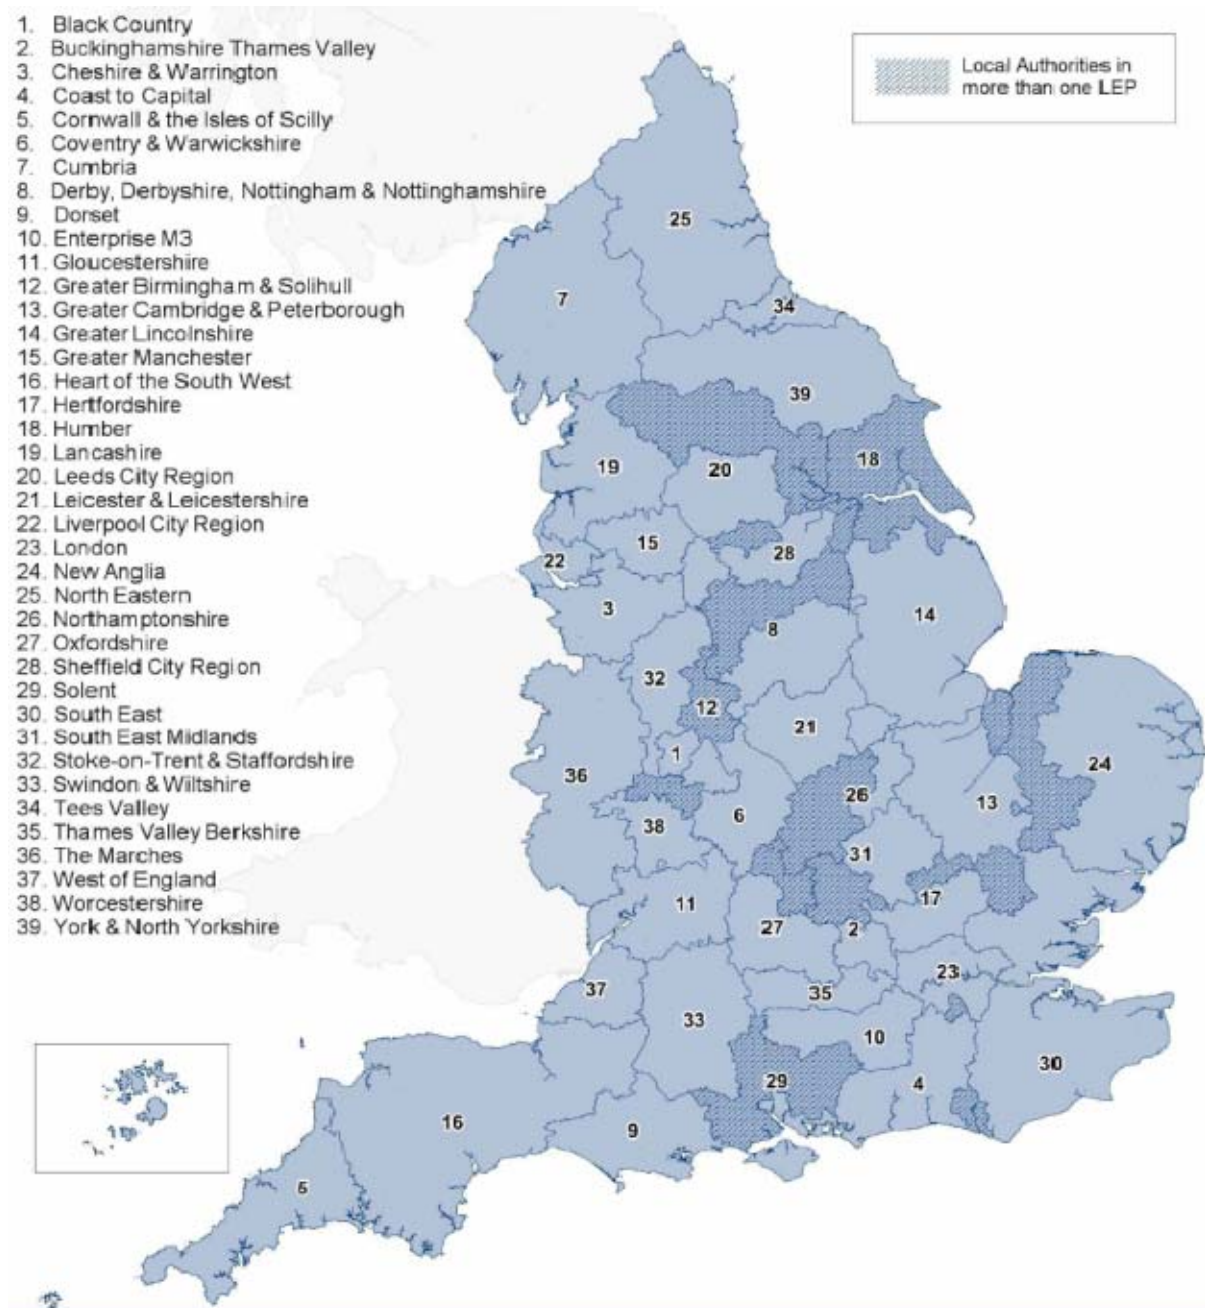 1. Black Country
2. Buckinghamshire Thames Valley
3. Cheshire & Warrington
4. Coast to Capital
5. Cornwall & the Isles of Scilly
6. Coventry & Warwickshire
7. Cumbria
8. Derby, Derbyshire, Nottingham & Nottinghamshire
9. Dorset
10. Enterprise M3
11. Gloucestershire
12. Greater Birmingham & Solihull
13. Greater Cambridge & Peterborough
14. Greater Lincolnshire
15. Greater Manchester
16. Heart of the South West
17. Hertfordshire
18. Humber
19. Lancashire
20. Leeds City Region
21. Leicester & Leicestershire
22. Liverpool City Region
23. London
24. New Anglia
25. North Eastern
26. Northamptonshire
27. Oxfordshire
28. Sheffield City Region
29. Solent
30. South East
31. South East Midlands
32. Stoke-on-Trent & Staffordshire
33. Swindon & Wiltshire
34. Tees Valley
35. Thames Valley Berkshire
36. The Marches
37. West of England
38. Worcestershire
39. York & North Yorkshire
Local Authorities in
more than one LEP
25
7
34
39
18
19
20
15
28
22
3
8
14
32
12
21
1
24
36
26
13
6
38
31
17
11
27
2
23
37
35
33
10
30
29
4
16
9
5